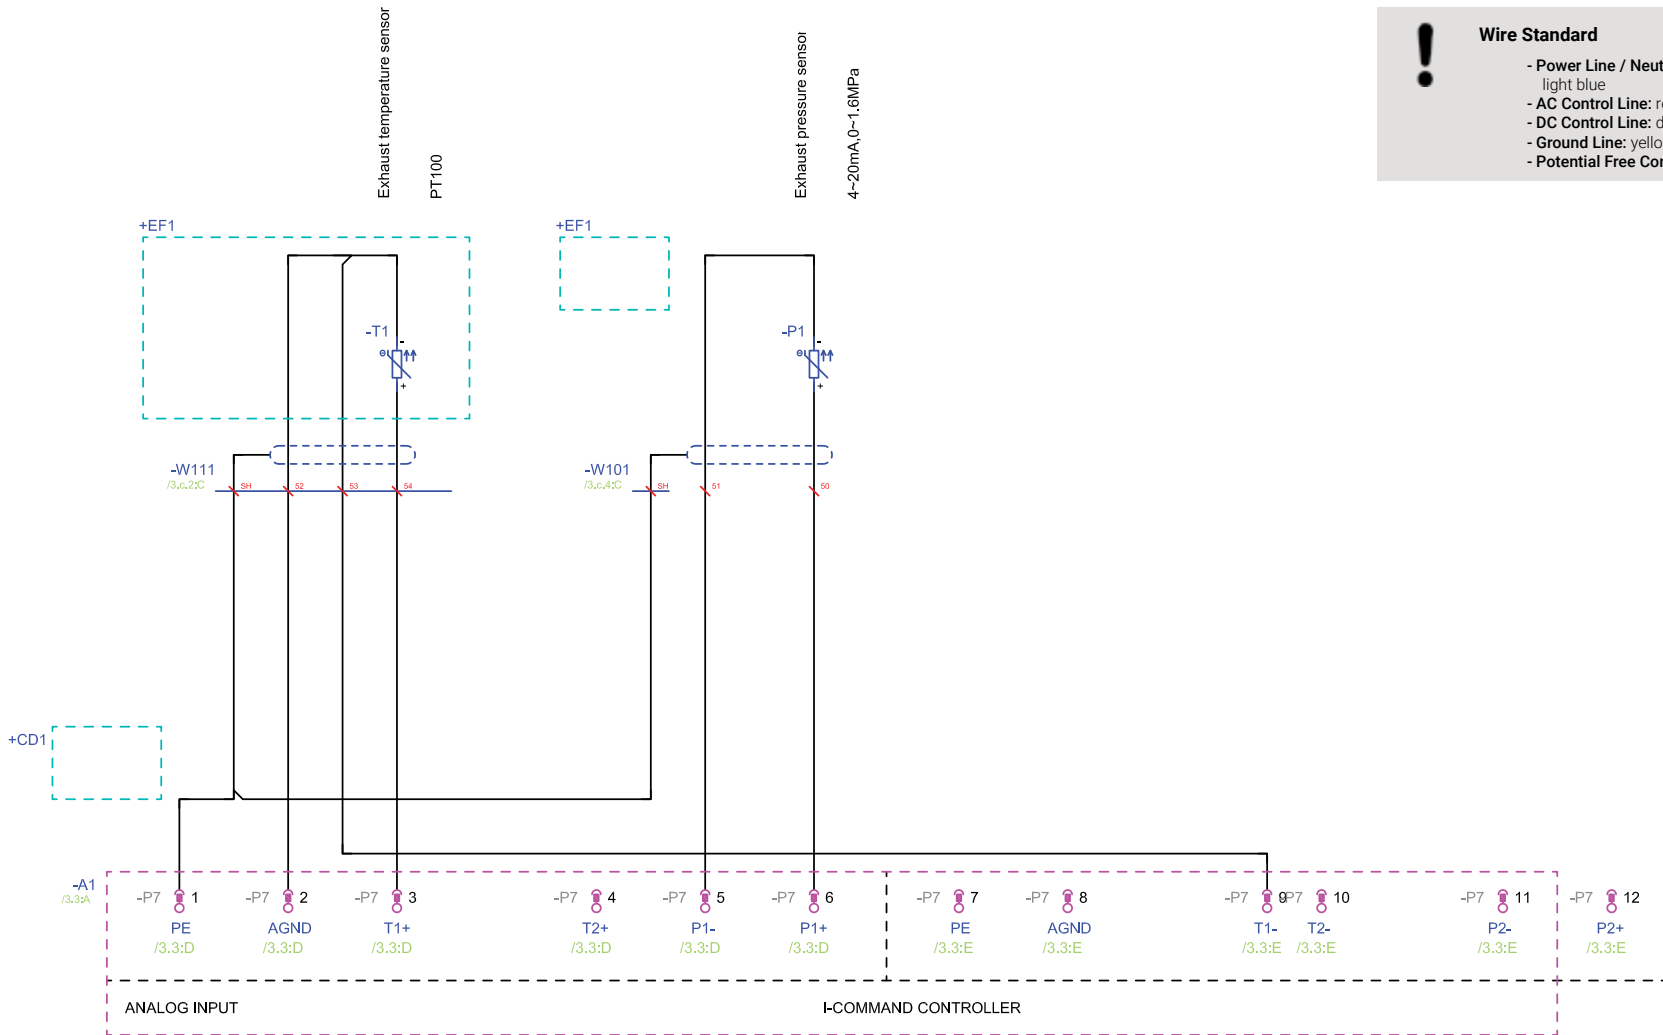 Exhaust temperature sensor
PT100
Exhaust pressure sensor
4~20mA,0~1.6MPa
Wire Standard
- Power Line / Neut
light blue
- AC Control Line: r
- DC Control Line: d
- Ground Line: yello
- Potential Free Co
+EF1
+EF1
-T1
-
+
-P1
-
+
-W111
/3.c.2:C
SH
52
53
54
-W101
/3.c.4:C
SH
51
50
+CD1
-A1
/3.3:A
-P7 1
-P7 2
-P7 3
-P7 4
-P7 5
-P7 6
-P7 7
-P7 8
-P7 9
-P7 10
-P7 11
-P7 12
PE
AGND
T1+
T2+
P1-
P1+
PE
AGND
T1-
T2-
P2-
P2+
/3.3:D
/3.3:D
/3.3:D
/3.3:D
/3.3:D
/3.3:D
/3.3:E
/3.3:E
/3.3:E
/3.3:E
/3.3:E
/3.3:E
ANALOG INPUT
I-COMMAND CONTROLLER